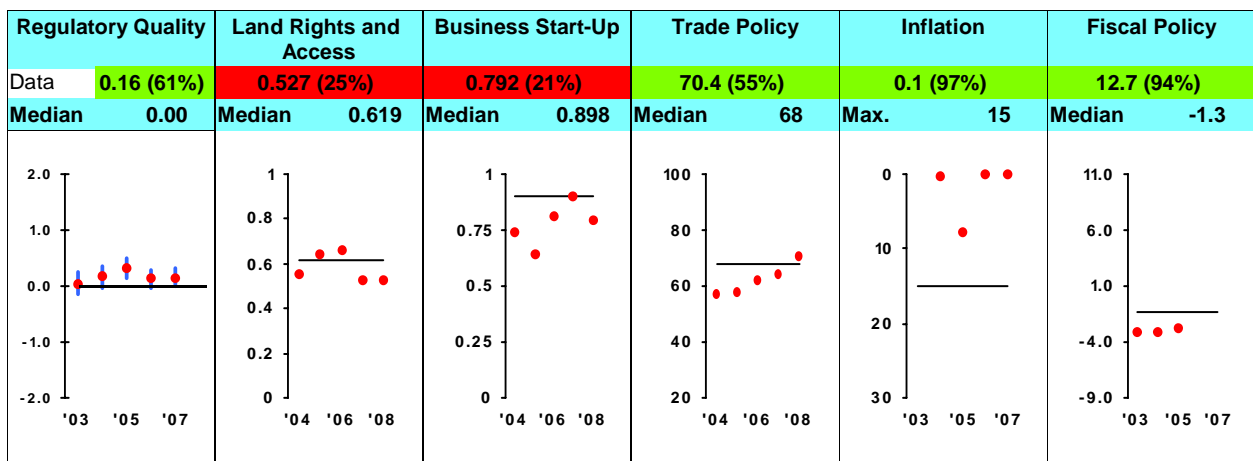 Regulatory Quality
Land Rights and
Access
Business Start-Up
Trade Policy
Inflation
Fiscal Policy
Data 0.16 (61%)
0.527 (25%)
0.792 (21%)
70.4 (55%)
0.1 (97%)
12.7 (94%)
Median 0.00
Median 0.619
Median 0.898
Median 68
Max. 15
Median -1.3
2.0
1.0
0.0
-1.0
-2.0
'03 '05 '07
1
0.8
0.6
0.4
0.2
0
'04 '06 '08
1
0.75
0.5
0.25
0
'04 '06 '08
100
80
60
40
20
'04 '06 '08
0
10
20
30
'03 '05 '07
11.0
6.0
1.0
-4.0
-9.0
'03 '05 '07